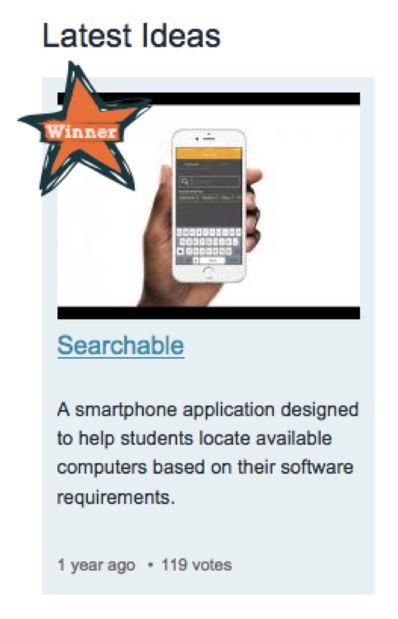 Latest Ideas
Winner
Searchable
A smartphone application designed
to help students locate available
computers based on their software
requirements.
1 year ago • 119 votes